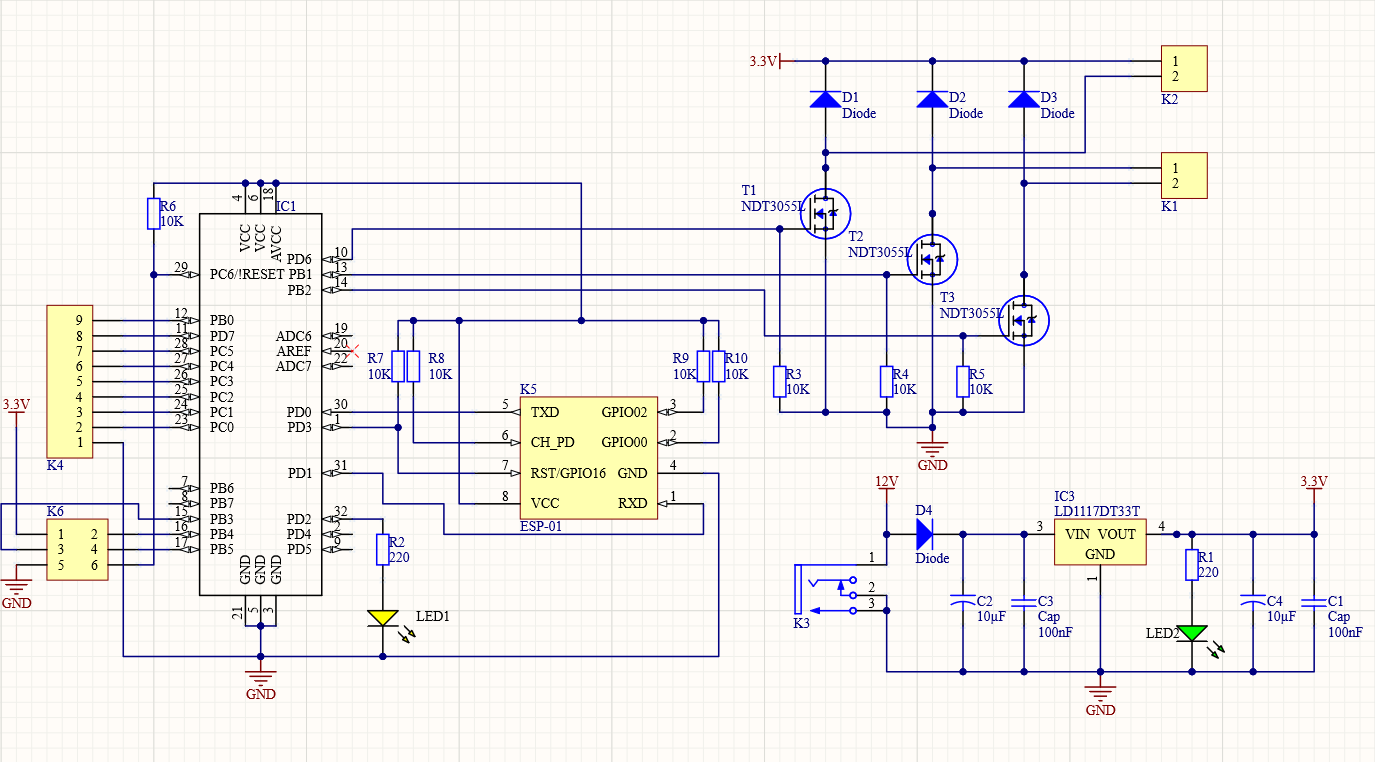 3.3V
1
2
K2
D1
Diode
D2
Diode
D3
Diode
1
2
K1
T1
NDT3055L
T2
NDT3055L
T3
NDT3055L
R3
10K
R4
10K
R5
10K
GND
R6
10K
4
6
18
IC1
VCC
VCC
AVCC
29
PC6/!RESET
PD6
10
PB1
13
PB2
14
12
PB0
11
PD7
28
PC5
27
PC4
26
PC3
25
PC2
24
PC1
23
PC0
ADC6
19
AREF
20
ADC7
22
PD0
30
PD3
1
PD1
31
7
PB6
8
PB7
15
PB3
16
PB4
17
PB5
PD2
32
PD4
2
PD5
9
GND
GND
GND
21
5
3
GND
9
8
7
6
5
4
3
2
1
K4
3.3V
K6
1 2
3 4
5 6
GND
R7
10K
R8
10K
R9
10K
R10
10K
K5
5
TXD
GPIO02
3
6
CH_PD
GPIO00
2
7
RST/GPIO16
GND
4
8
VCC
RXD
1
ESP-01
R2
220
LED1
12V
D4
Diode
1
2
3
K3
C2
10µF
C3
Cap
100nF
IC3
LD1117DT33T
3
VIN VOUT
4
GND
1
GND
R1
220
LED2
C4
10µF
3.3V
C1
Cap
100nF